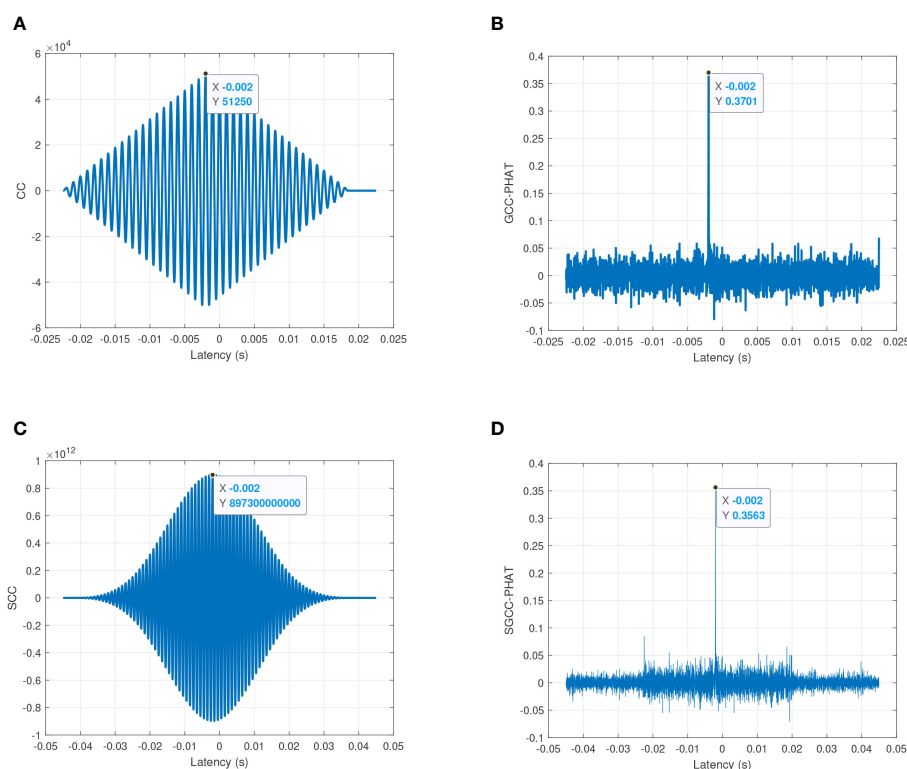 A
×10^4
6
4
2
0
-2
-4
-6
CC
X -0.002
Y 51250
-0.025 -0.02 -0.015 -0.01 -0.005 0 0.005 0.01 0.015 0.02 0.025
Latency (s)
B
0.4
0.35
0.3
0.25
0.2
0.15
0.1
0.05
0
-0.05
-0.1
GCC-PHAT
X -0.002
Y 0.3701
-0.025 -0.02 -0.015 -0.01 -0.005 0 0.005 0.01 0.015 0.02 0.025
Latency (s)
C
×10^12
1
0.8
0.6
0.4
0.2
0
-0.2
-0.4
-0.6
-0.8
-1
SCC
X -0.002
Y 897300000000
-0.05 -0.04 -0.03 -0.02 -0.01 0 0.01 0.02 0.03 0.04 0.05
Latency (s)
D
0.4
0.35
0.3
0.25
0.2
0.15
0.1
0.05
0
-0.05
-0.1
SGCC-PHAT
X -0.002
Y 0.3563
-0.05 -0.04 -0.03 -0.02 -0.01 0 0.01 0.02 0.03 0.04 0.05
Latency (s)